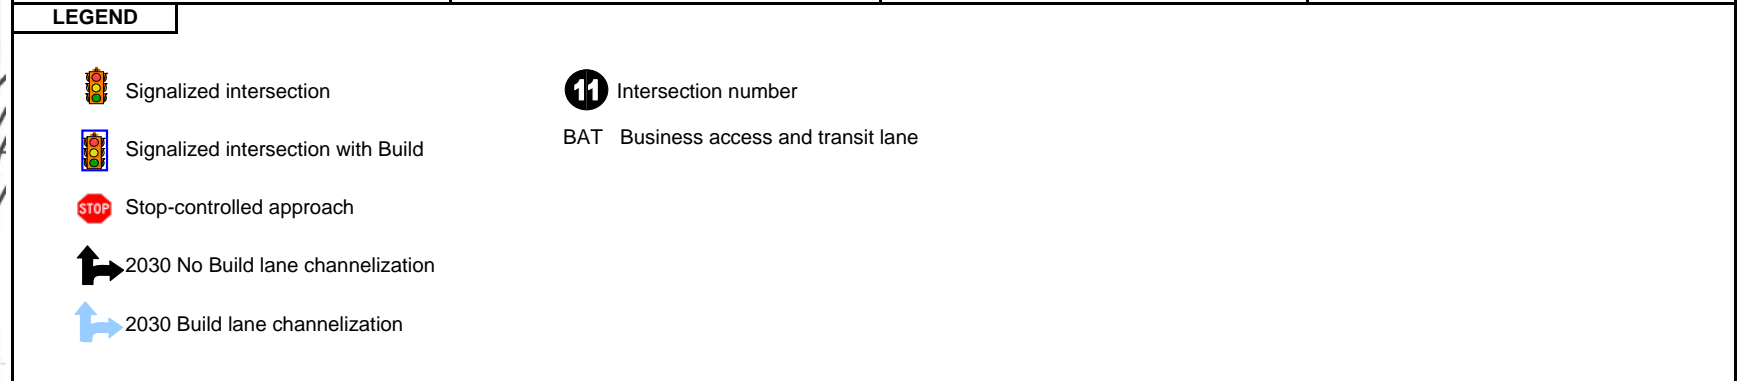 LEGEND
Signalized intersection
Signalized intersection with Build
STOP Stop-controlled approach
2030 No Build lane channelization
2030 Build lane channelization
11 Intersection number
BAT Business access and transit lane